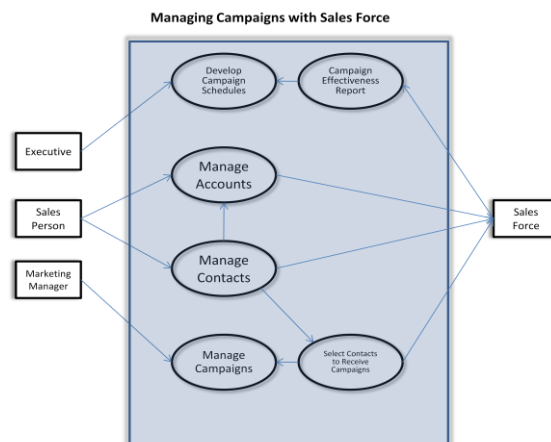 Managing Campaigns with Sales Force
Develop
Campaign
Schedules
Campaign
Effectiveness
Report
Executive
Manage
Accounts
Sales
Person
Sales
Force
Marketing
Manager
Manage
Contacts
Manage
Campaigns
Select Contacts
to Receive
Campaigns